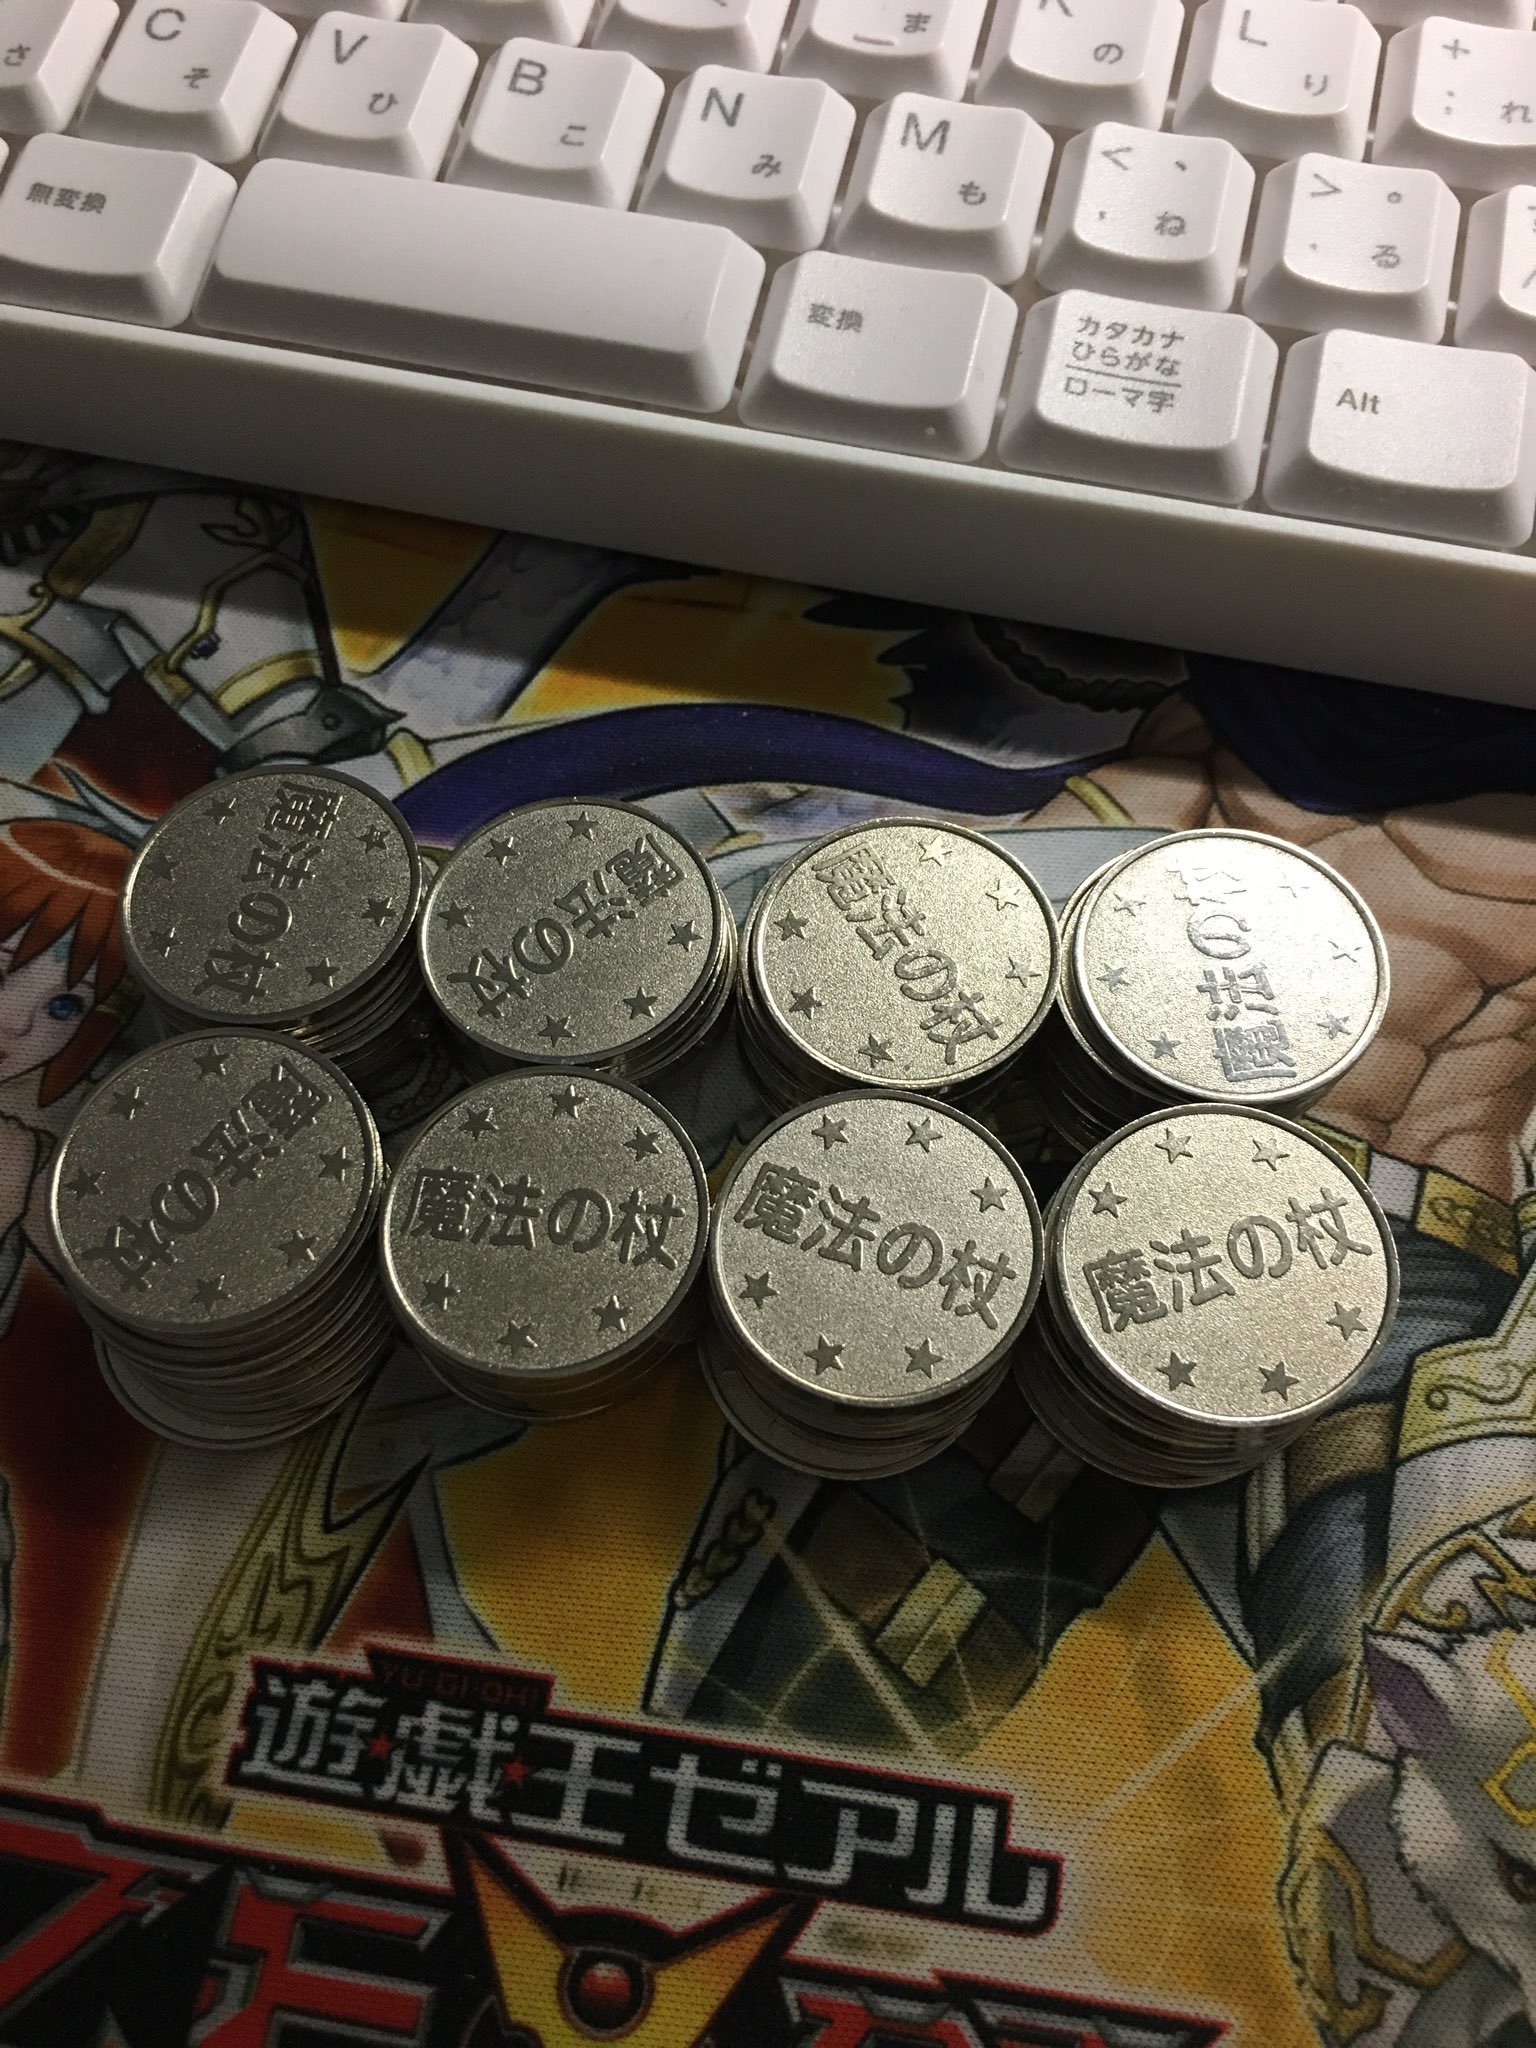 さ
C そ
V ひ
B こ
N み
M も
ま
の
L り
+ ; れ
無変換
変換
< 、 , ね
> 。 . る
カタカナ
ひらがな
ローマ字
Alt
魔法の杖
魔法の杖
魔法の杖
魔法の杖
魔法の杖
魔法の杖
魔法の杖
魔法の杖
YU-GI-OH!
遊戯王ゼアル